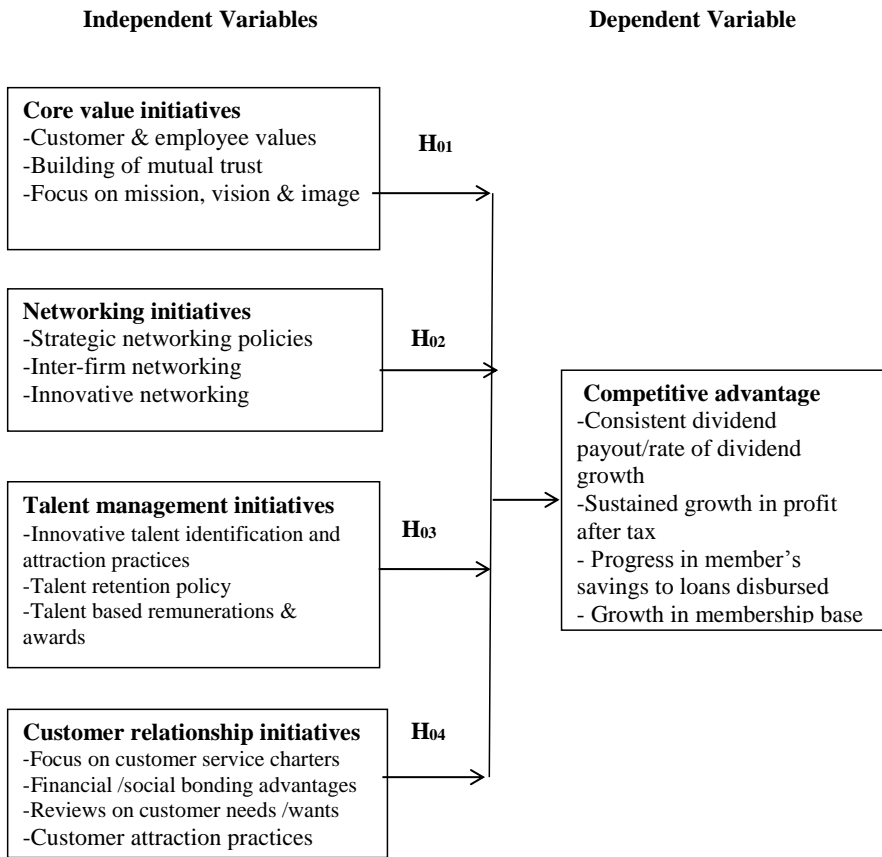 Independent Variables Dependent Variable
Core value initiatives
-Customer & employee values
-Building of mutual trust
-Focus on mission, vision & image
H01
Networking initiatives
-Strategic networking policies
-Inter-firm networking
-Innovative networking
H02
Talent management initiatives
-Innovative talent identification and
attraction practices
-Talent retention policy
-Talent based remunerations &
awards
H03
Customer relationship initiatives
-Focus on customer service charters
-Financial /social bonding advantages
-Reviews on customer needs /wants
-Customer attraction practices
H04
Competitive advantage
-Consistent dividend
payout/rate of dividend
growth
-Sustained growth in profit
after tax
- Progress in member’s
savings to loans disbursed
- Growth in membership base